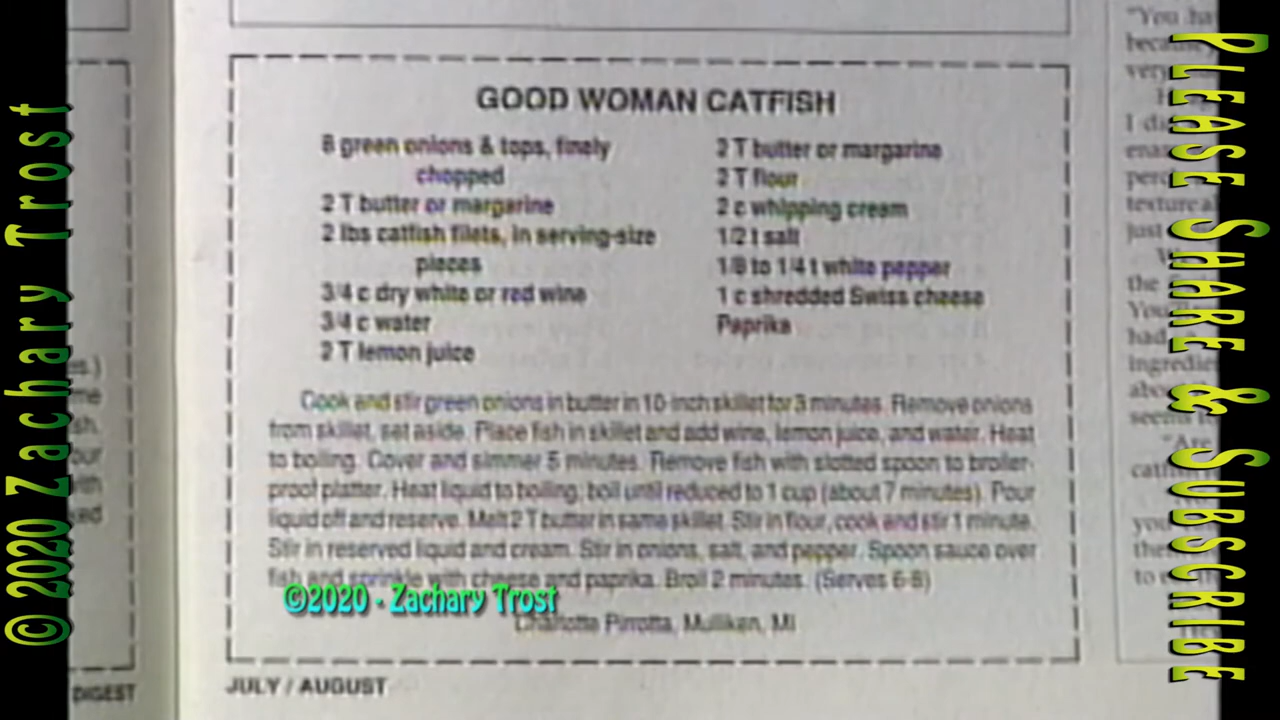 © 2020 Zachary Trost
GOOD WOMAN CATFISH
8 green onions & tops, finely
chopped
2 T butter or margarine
2 lbs catfish filets, in serving-size
pieces
3/4 c dry white or red wine
3/4 c water
2 T lemon juice
2 T butter or margarine
2 T flour
2 c whipping cream
1/2 t salt
1/8 to 1/4 t white pepper
1 c shredded Swiss cheese
Paprika
Cook and stir green onions in butter in 10-inch skillet for 3 minutes. Remove onions
from skillet, set aside. Place fish in skillet and add wine, lemon juice, and water. Heat
to boiling. Cover and simmer 5 minutes. Remove fish with slotted spoon to broiler-
proof platter. Heat liquid to boiling, boil until reduced to 1 cup (about 7 minutes). Pour
liquid off and reserve. Melt 2 T butter in same skillet. Stir in flour, cook and stir 1 minute.
Stir in reserved liquid and cream. Stir in onions, salt, and pepper. Spoon sauce over
fish and sprinkle with cheese and paprika. Broil 2 minutes. (Serves 6-8)
©2020 - Zachary Trost
Charlotte Pirrotta, Mulliken, MI
DIGEST
JULY / AUGUST
"You
I
the
had
"Are
PLEASE SHARE & SUBSCRIBE